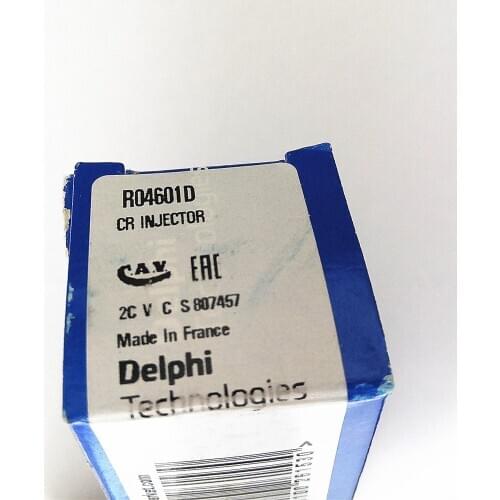 R04601D
CR INJECTOR
C.A.V. EAC
2C V C S 807457
Made In France
Delphi
Technologies